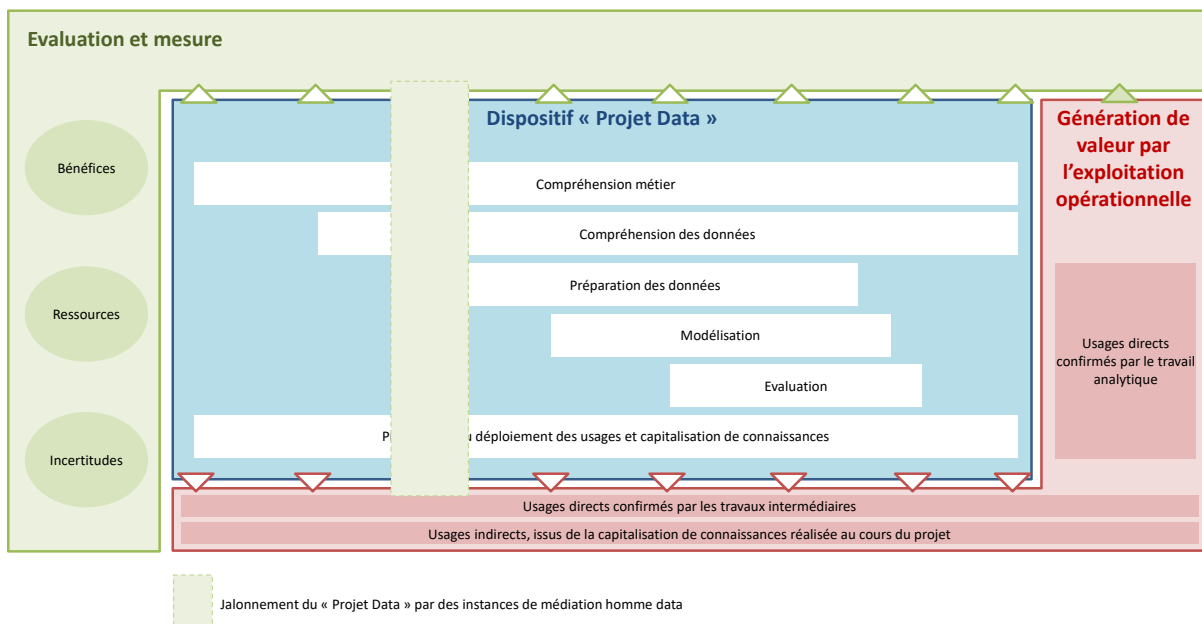 Evaluation et mesure
Dispositif « Projet Data »
Génération de
valeur par
l’exploitation
opérationnelle
Bénéfices
Compréhension métier
Compréhension des données
Préparation des données
Ressources
Modélisation
Usages directs
confirmés par le travail
analytique
Evaluation
P
déploiement des usages et capitalisation de connaissances
Incertitudes
Usages directs confirmés par les travaux intermédiaires
Usages indirects, issus de la capitalisation de connaissances réalisée au cours du projet
Jalonnement du « Projet Data » par des instances de médiation homme data